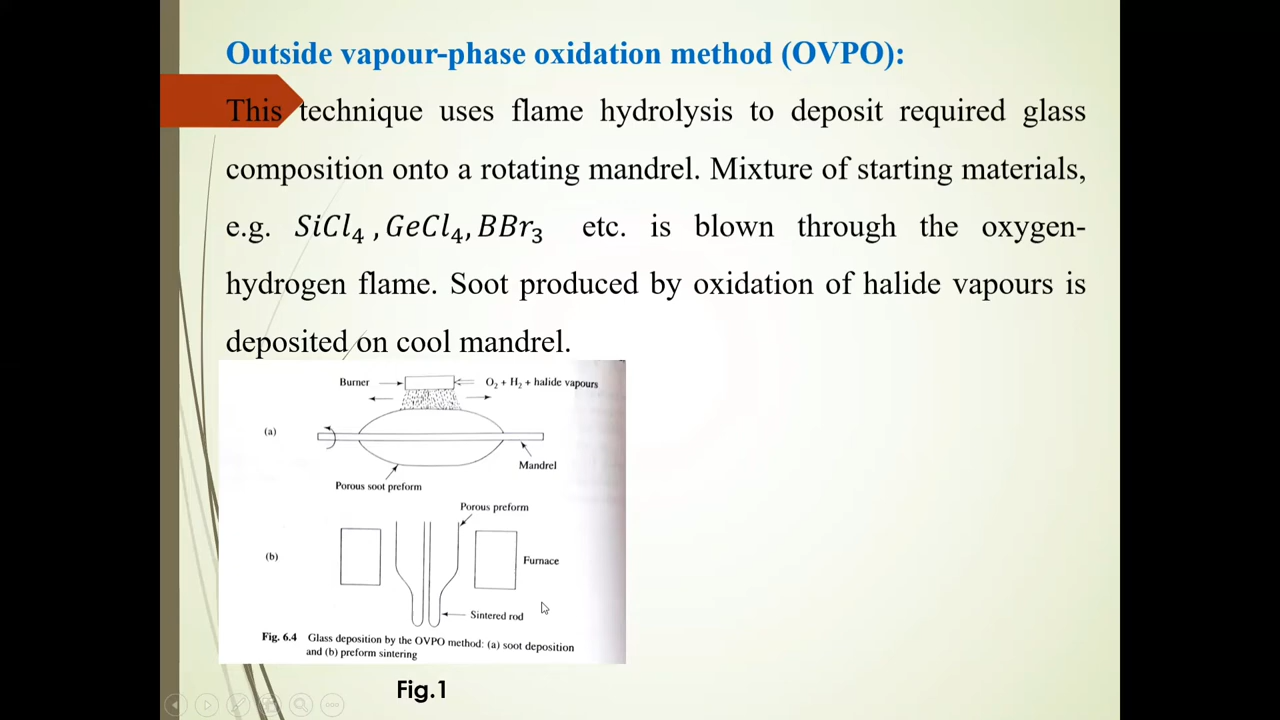 Outside vapour-phase oxidation method (OVPO):
This technique uses flame hydrolysis to deposit required glass
composition onto a rotating mandrel. Mixture of starting materials,
e.g. SiCl₄ , GeCl₄, BBr₃ etc. is blown through the oxygen-
hydrogen flame. Soot produced by oxidation of halide vapours is
deposited on cool mandrel.
Burner
O₂ + H₂ + halide vapours
(a)
Mandrel
Porous soot preform
Porous preform
(b)
Furnace
Sintered rod
Fig. 6.4 Glass deposition by the OVPO method: (a) soot deposition
and (b) preform sintering
Fig.1